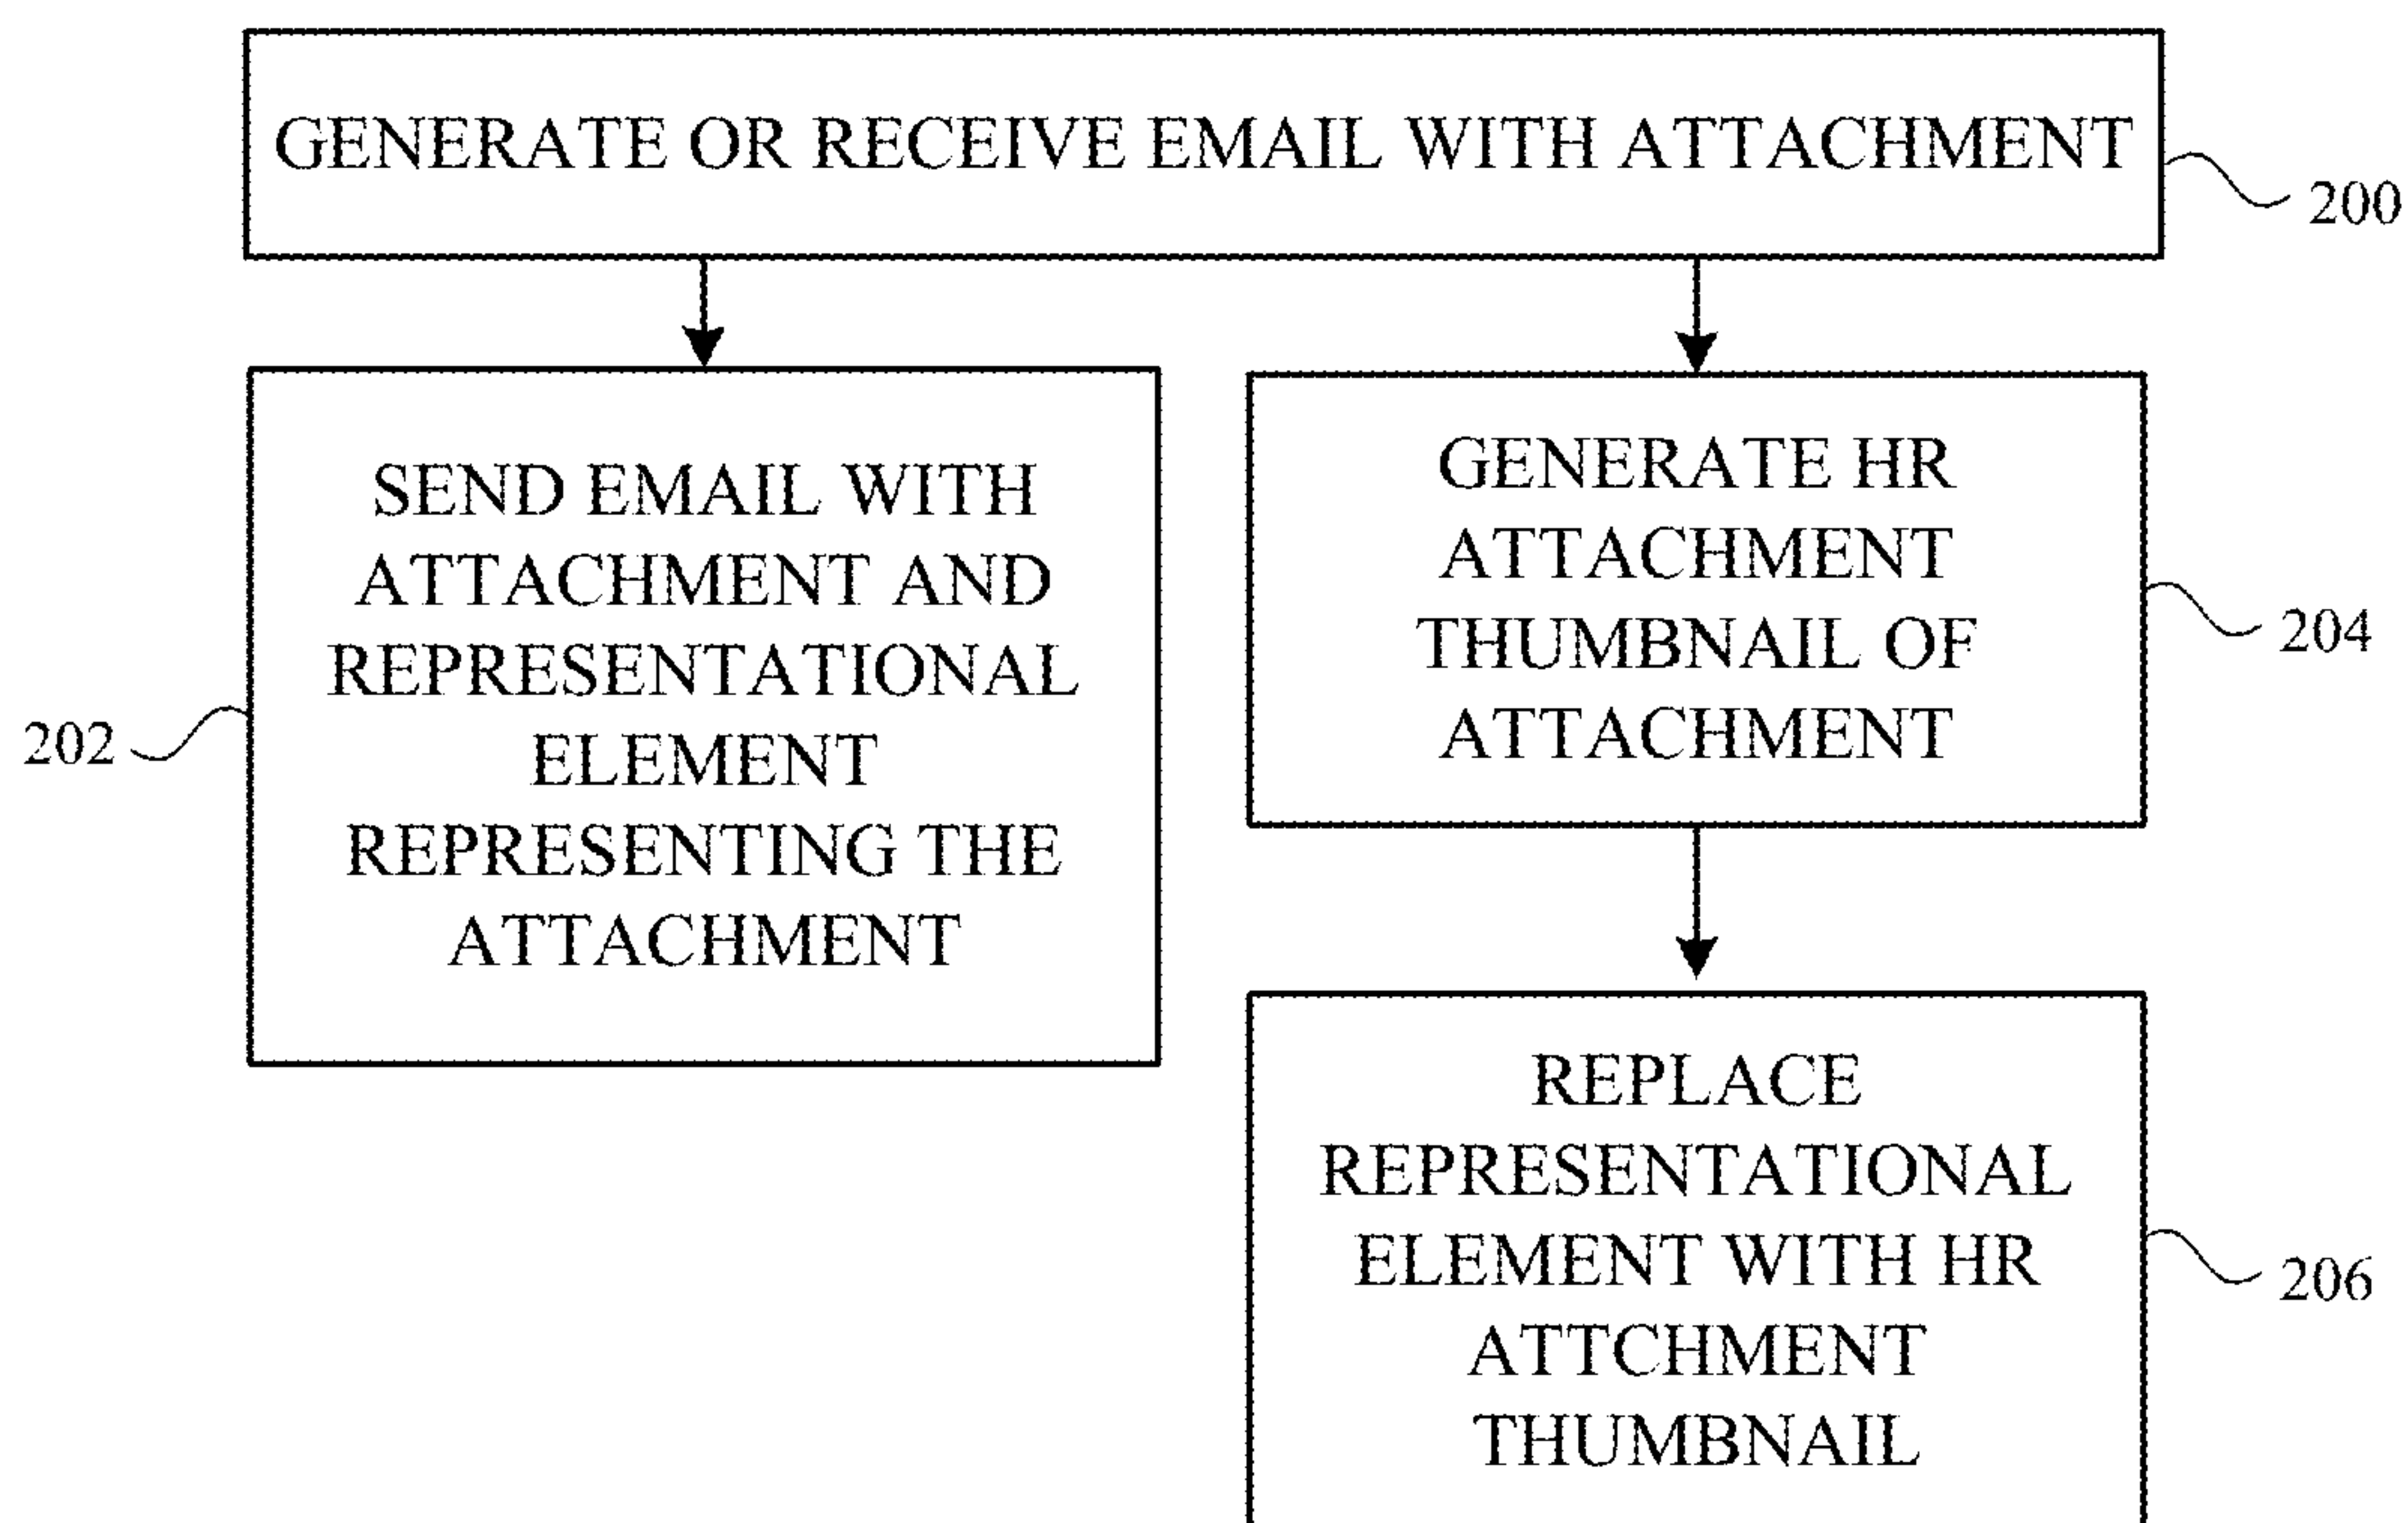 GENERATE OR RECEIVE EMAIL WITH ATTACHMENT
200
SEND EMAIL WITH
ATTACHMENT AND
REPRESENTATIONAL
ELEMENT
REPRESENTING THE
ATTACHMENT
202
GENERATE HR
ATTACHMENT
THUMBNAIL OF
ATTACHMENT
204
REPLACE
REPRESENTATIONAL
ELEMENT WITH HR
ATTCHMENT
THUMBNAIL
206